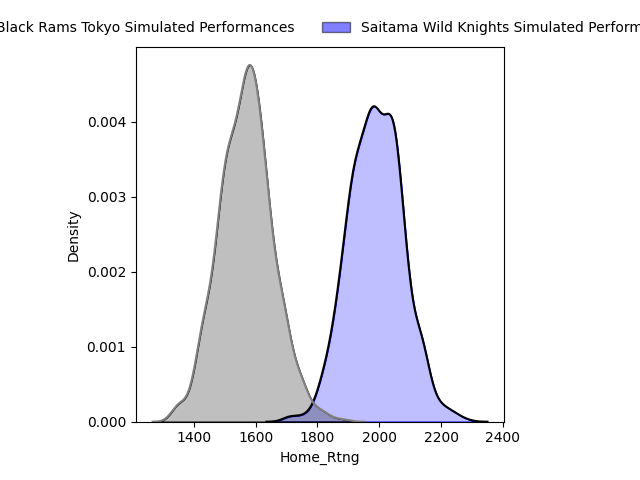 Black Rams Tokyo Simulated Performances
Saitama Wild Knights Simulated Perform
0.004
0.003
0.002
0.001
0.000
Density
1400 1600 1800 2000 2200 2400
Home_Rtng